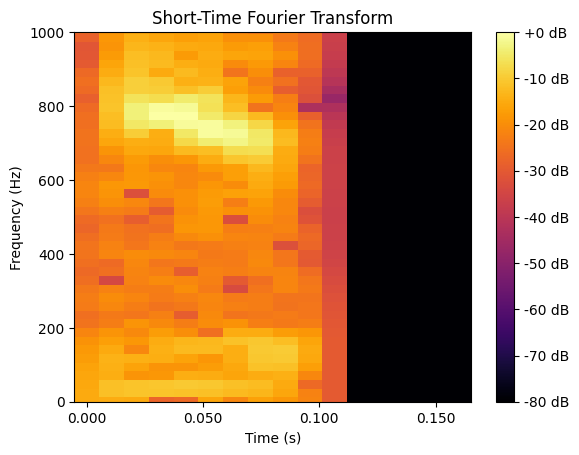 Short-Time Fourier Transform
1000
800
600
400
200
0
Frequency (Hz)
0.000
0.050
0.100
0.150
Time (s)
+0 dB
-10 dB
-20 dB
-30 dB
-40 dB
-50 dB
-60 dB
-70 dB
-80 dB